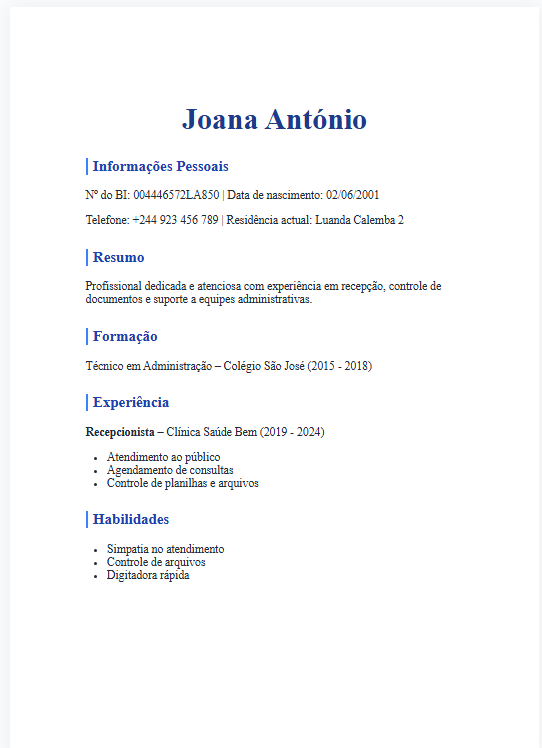 Joana António
Informações Pessoais
Nº do BI: 004446572LA850 | Data de nascimento: 02/06/2001
Telefone: +244 923 456 789 | Residência actual: Luanda Calemba 2
Resumo
Profissional dedicada e atenciosa com experiência em recepção, controle de
documentos e suporte a equipes administrativas.
Formação
Técnico em Administração – Colégio São José (2015 - 2018)
Experiência
Recepcionista – Clínica Saúde Bem (2019 - 2024)
• Atendimento ao público
• Agendamento de consultas
• Controle de planilhas e arquivos
Habilidades
• Simpatia no atendimento
• Controle de arquivos
• Digitadora rápida